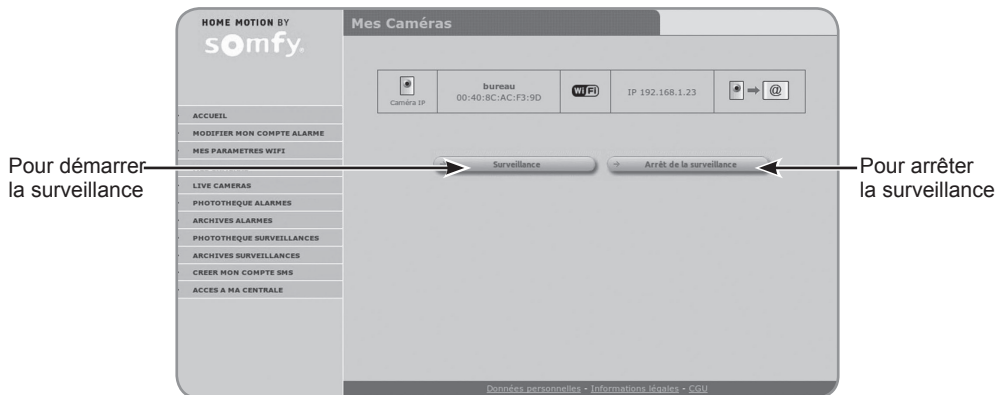 HOME MOTION BY
somfy.
Mes Caméras
Caméra IP
bureau
00:40:8C:AC:F3:9D
WiFi
IP 192.168.1.23
@
ACCUEIL
MODIFIER MON COMPTE ALARME
MES PARAMETRES WIFI
LIVE CAMERAS
PHOTOTHEQUE ALARMES
ARCHIVES ALARMES
PHOTOTHEQUE SURVEILLANCES
ARCHIVES SURVEILLANCES
CREER MON COMPTE SMS
ACCES A MA CENTRALE
Pour démarrer
la surveillance
Surveillance
Arrêt de la surveillance
Pour arrêter
la surveillance
Données personnelles - Informations légales - CGU